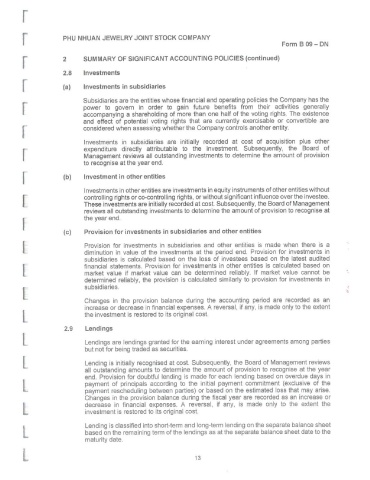 PHU NHUAN JEWELRY JOINT STOCK COMPANY
Form B 09 – DN
2 SUMMARY OF SIGNIFICANT ACCOUNTING POLICIES (continued)
2.8 Investments
(a) Investments in subsidiaries
Subsidiaries are the entities whose financial and operating policies the Company has the
power to govern in order to gain future benefits from their activities generally
accompanying a shareholding of more than one half of the voting rights. The existence
and effect of potential voting rights that are currently exercisable or convertible are
considered when assessing whether the Company controls another entity.
Investments in subsidiaries are initially recorded at cost of acquisition plus other
expenditure directly attributable to the investment. Subsequently, the Board of
Management reviews all outstanding investments to determine the amount of provision
to recognise at the year end.
(b) Investment in other entities
Investments in other entities are investments in equity instruments of other entities without
controlling rights or co-controlling rights, or without significant influence over the investee.
These investments are initially recorded at cost. Subsequently, the Board of Management
reviews all outstanding investments to determine the amount of provision to recognise at
the year end.
(c) Provision for investments in subsidiaries and other entities
Provision for investments in subsidiaries and other entities is made when there is a
diminution in value of the investments at the period end. Provision for investments in
subsidiaries is calculated based on the loss of investees based on the latest audited
financial statements. Provision for investments in other entities is calculated based on
market value if market value can be determined reliably. If market value cannot be
determined reliably, the provision is calculated similarly to provision for investments in
subsidiaries.
Changes in the provision balance during the accounting period are recorded as an
increase or decrease in financial expenses. A reversal, if any, is made only to the extent
the investment is restored to its original cost.
2.9 Lendings
Lendings are lendings granted for the earning interest under agreements among parties
but not for being traded as securities.
Lending is initially recognised at cost. Subsequently, the Board of Management reviews
all outstanding amounts to determine the amount of provision to recognise at the year
end. Provision for doubtful lending is made for each lending based on overdue days in
payment of principals according to the initial payment commitment (exclusive of the
payment rescheduling between parties) or based on the estimated loss that may arise.
Changes in the provision balance during the fiscal year are recorded as an increase or
decrease in financial expenses. A reversal, if any, is made only to the extent the
investment is restored to its original cost.
Lending is classified into short-term and long-term lending on the separate balance sheet
based on the remaining term of the lendings as at the separate balance sheet date to the
maturity date.
13